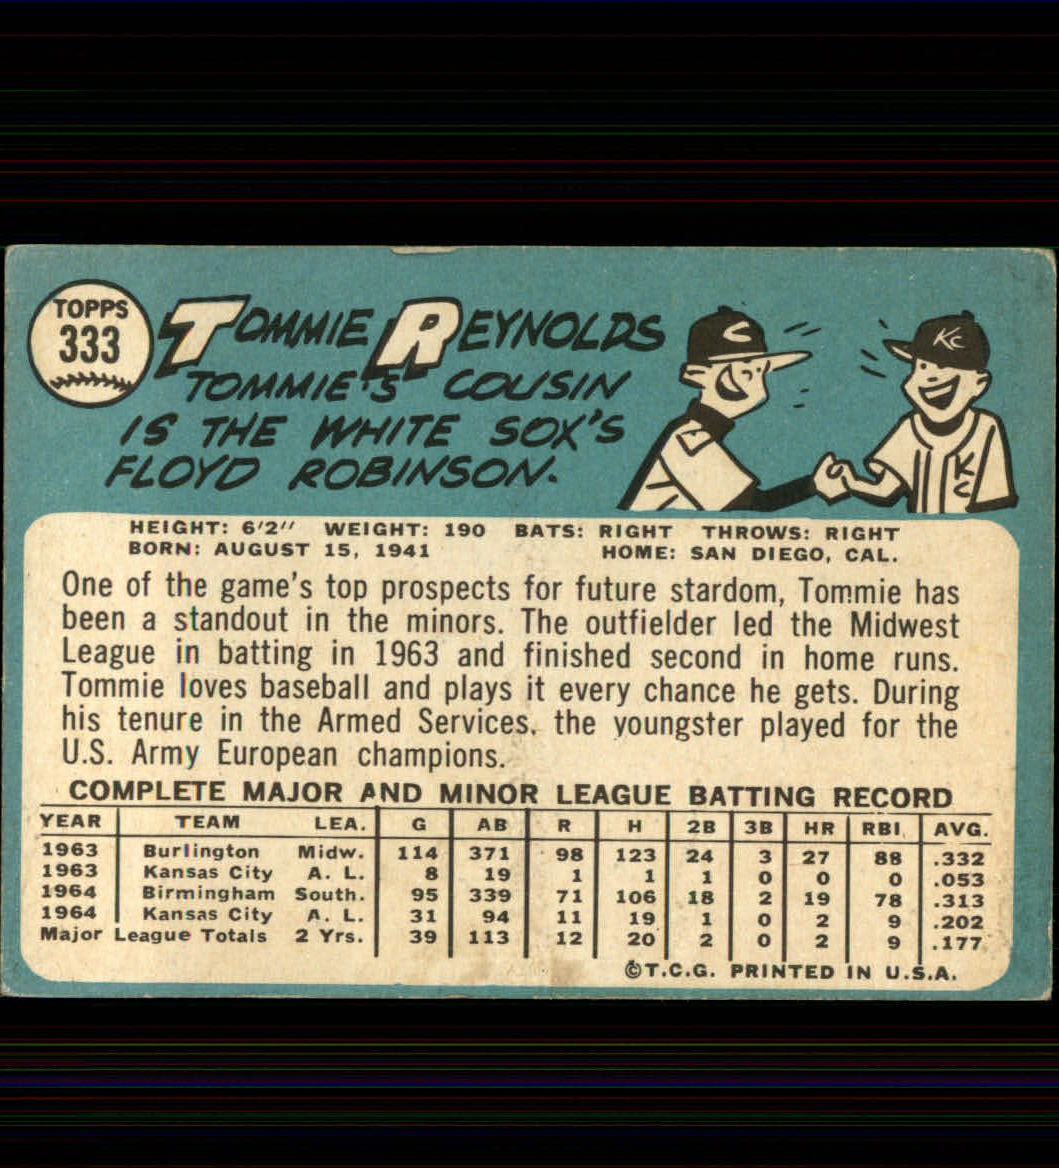 TOPPS
333
TOMMIE REYNOLDS
TOMMIE'S COUSIN
IS THE WHITE SOX'S
FLOYD ROBINSON.
C
KC
KC
HEIGHT: 6'2" WEIGHT: 190 BATS: RIGHT THROWS: RIGHT
BORN: AUGUST 15, 1941 HOME: SAN DIEGO, CAL.
One of the game's top prospects for future stardom, Tommie has
been a standout in the minors. The outfielder led the Midwest
League in batting in 1963 and finished second in home runs.
Tommie loves baseball and plays it every chance he gets. During
his tenure in the Armed Services, the youngster played for the
U.S. Army European champions.
COMPLETE MAJOR AND MINOR LEAGUE BATTING RECORD
YEAR TEAM LEA. G AB R H 2B 3B HR RBI. AVG.
1963 Burlington Midw. 114 371 98 123 24 3 27 88 .332
1963 Kansas City A. L. 8 19 1 1 1 0 0 0 .053
1964 Birmingham South. 95 339 71 106 18 2 19 78 .313
1964 Kansas City A. L. 31 94 11 19 1 0 2 9 .202
Major League Totals 2 Yrs. 39 113 12 20 2 0 2 9 .177
©T.C.G. PRINTED IN U.S.A.